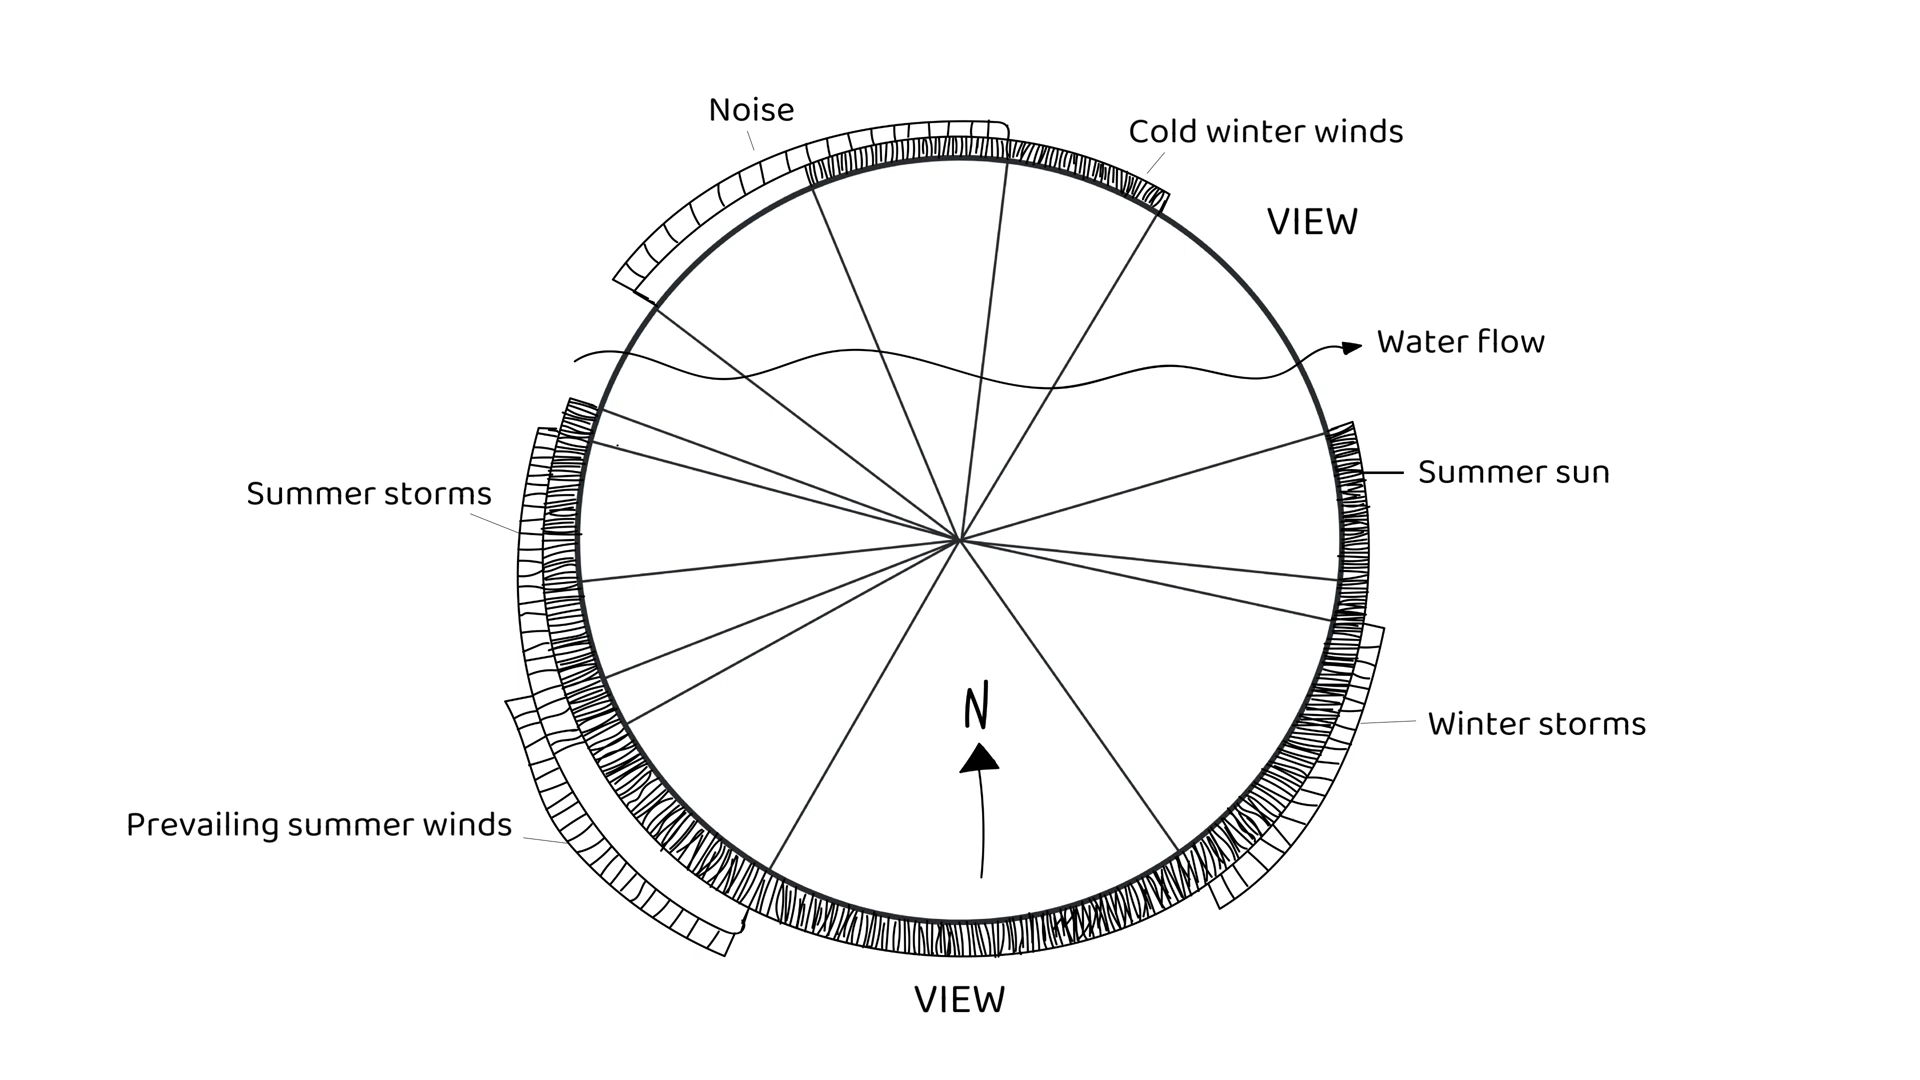 Noise
Cold winter winds
VIEW
Water flow
Summer sun
Summer storms
N
Winter storms
Prevailing summer winds
VIEW